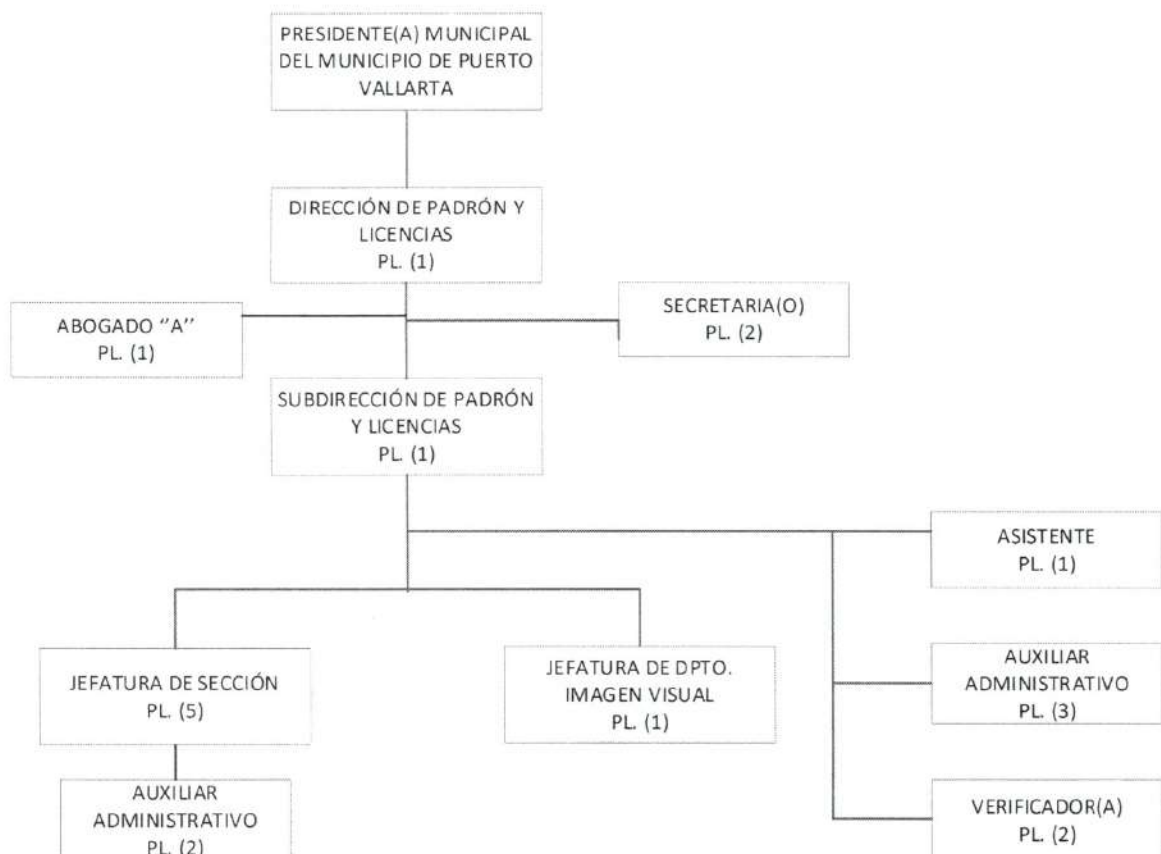 PRESIDENTE(A) MUNICIPAL
DEL MUNICIPIO DE PUERTO
VALLARTA
DIRECCIÓN DE PADRÓN Y
LICENCIAS
PL. (1)
ABOGADO ‘‘A’’
PL. (1)
SECRETARIA(O)
PL. (2)
SUBDIRECCIÓN DE PADRÓN
Y LICENCIAS
PL. (1)
ASISTENTE
PL. (1)
JEFATURA DE SECCIÓN
PL. (5)
JEFATURA DE DPTO.
IMAGEN VISUAL
PL. (1)
AUXILIAR
ADMINISTRATIVO
PL. (3)
AUXILIAR
ADMINISTRATIVO
PL. (2)
VERIFICADOR(A)
PL. (2)